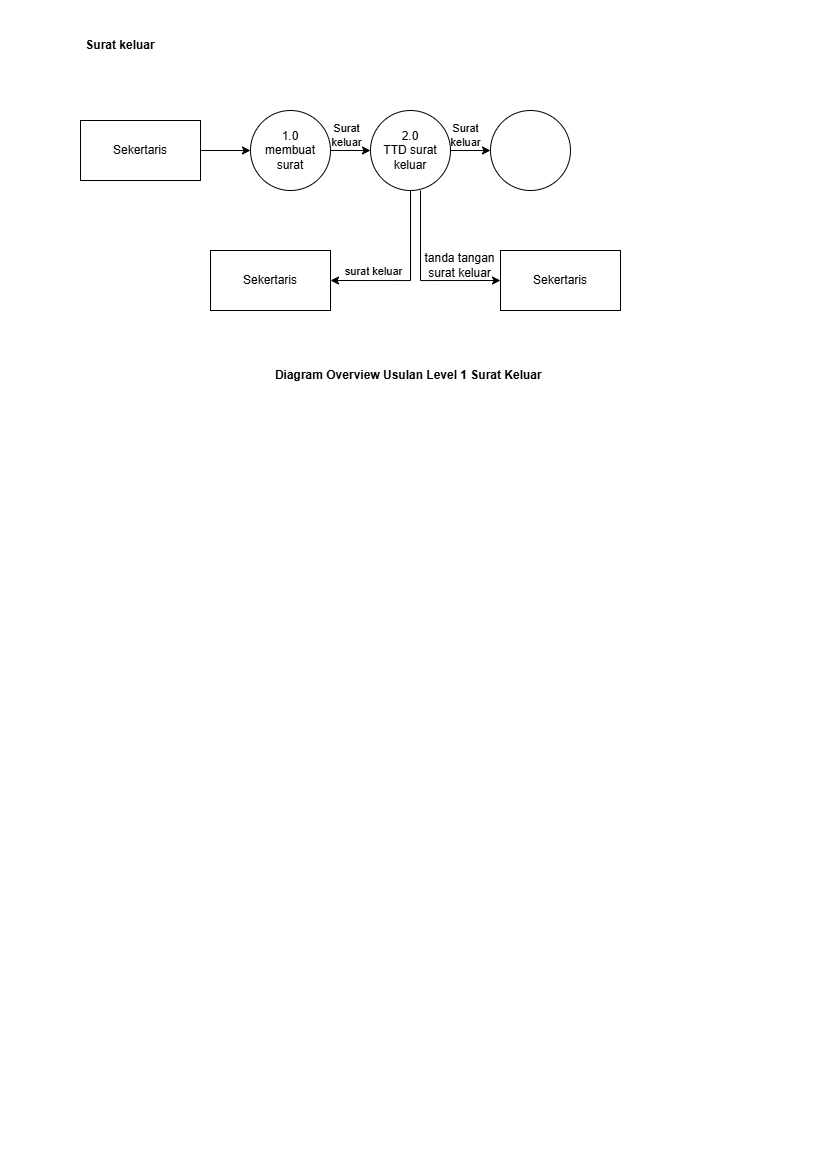 Surat keluar
Sekertaris
1.0
membuat
surat
Surat
keluar
2.0
TTD surat
keluar
Surat
keluar
Sekertaris
surat keluar
tanda tangan
surat keluar
Sekertaris
Diagram Overview Usulan Level 1 Surat Keluar